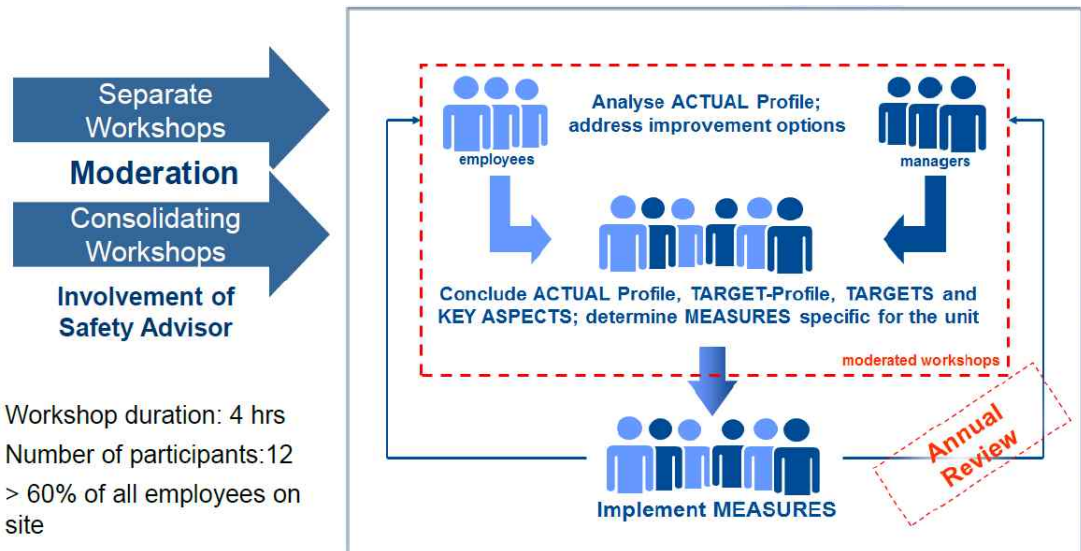 Separate
Workshops
Moderation
Consolidating
Workshops
Involvement of
Safety Advisor
Workshop duration: 4 hrs
Number of participants:12
> 60% of all employees on
site
Analyse ACTUAL Profile;
address improvement options
employees
managers
Conclude ACTUAL Profile, TARGET-Profile, TARGETS and
KEY ASPECTS; determine MEASURES specific for the unit
moderated workshops
Implement MEASURES
Annual
Review